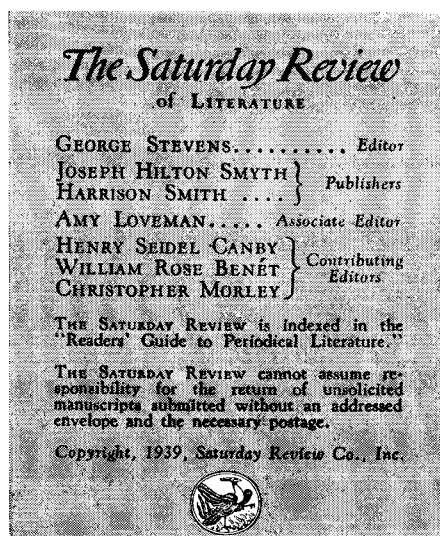 The Saturday Review
of LITERATURE
GEORGE STEVENS.......... Editor
JOSEPH HILTON SMYTH } Publishers
HARRISON SMITH ....
AMY LOVEMAN..... Associate Editor
HENRY SEIDEL CANBY
WILLIAM ROSE BENÉT } Contributing Editors
CHRISTOPHER MORLEY
THE SATURDAY REVIEW is indexed in the
"Readers' Guide to Periodical Literature."
THE SATURDAY REVIEW cannot assume re-
sponsibility for the return of unsolicited
manuscripts submitted without an addressed
envelope and the necessary postage.
Copyright, 1939, Saturday Review Co., Inc.